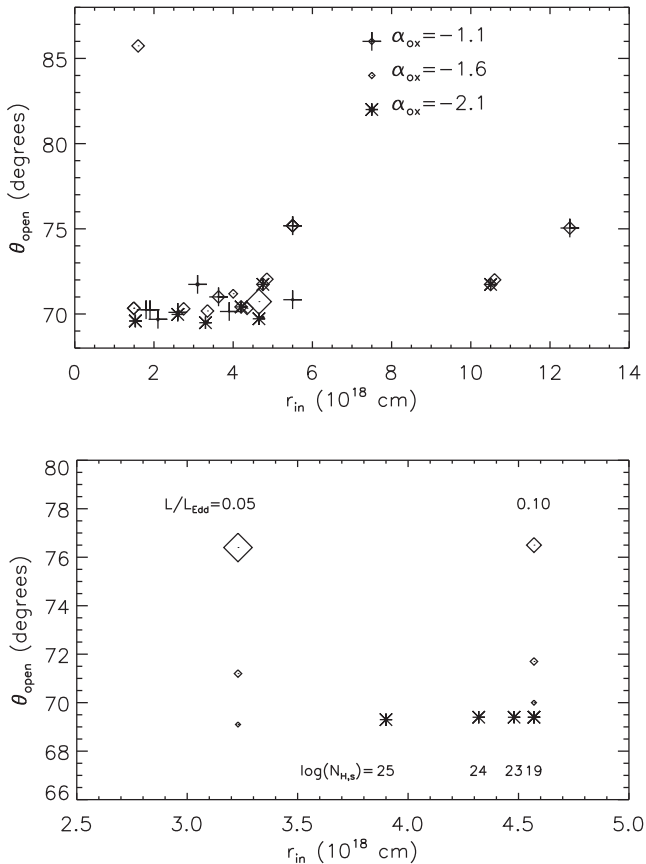 85
80
75
70
θopen (degrees)
αox=−1.1
αox=−1.6
αox=−2.1
0 2 4 6 8 10 12 14
rin (10^18 cm)
80
78
76
74
72
70
68
66
θopen (degrees)
L/LEdd=0.05 0.10
log(NH,s)=25 24 23 19
2.5 3.0 3.5 4.0 4.5 5.0
rin (10^18 cm)